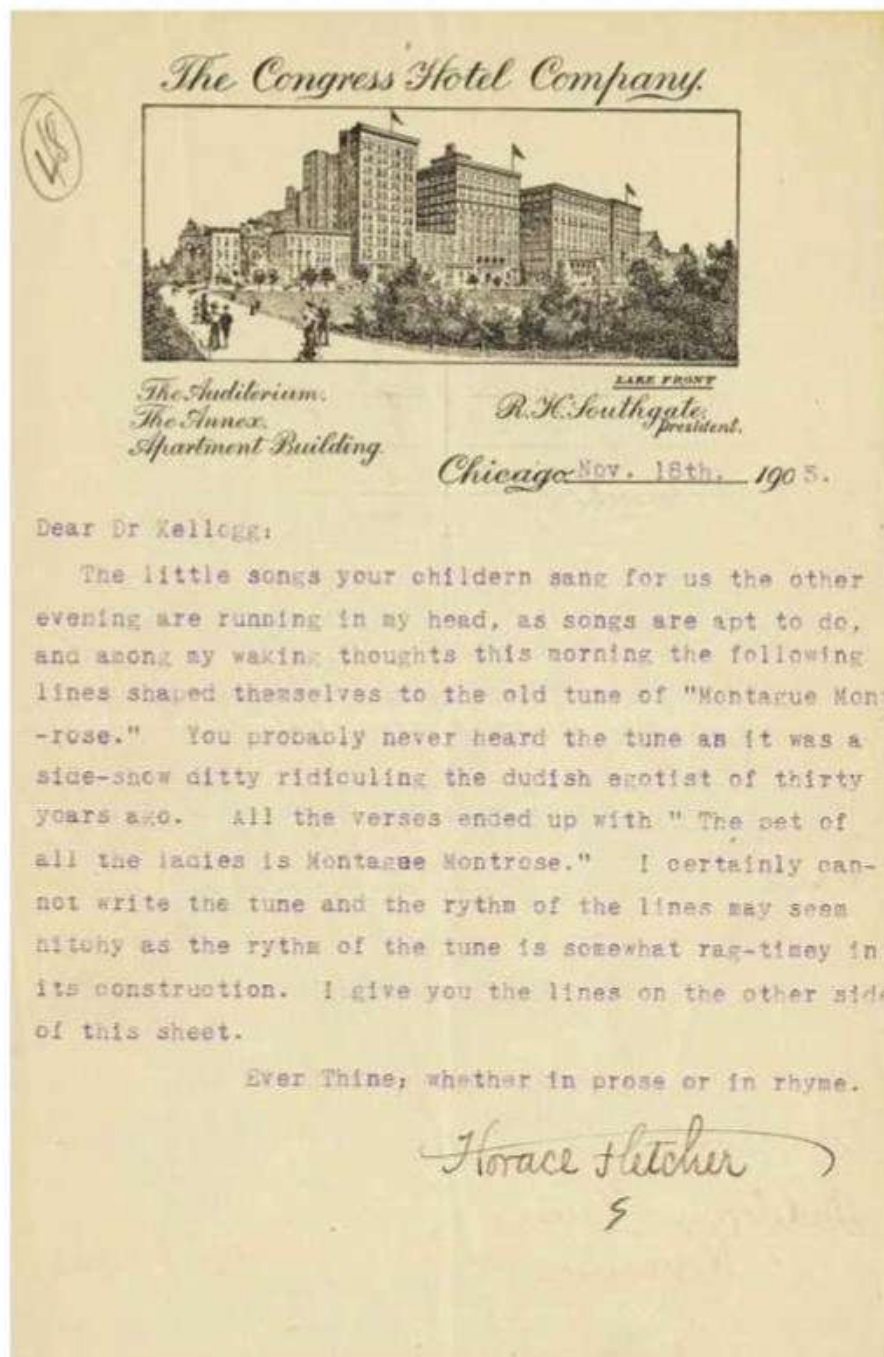 The Congress Hotel Company.
The Auditorium.
The Annex.
Apartment Building
LAKE FRONT
R.H. Southgate.
President.
Chicago Nov. 18th. 1903.
Dear Dr Kellogg:
The little songs your childern sang for us the other
evening are running in my head, as songs are apt to do,
and among my waking thoughts this morning the following
lines shaped themselves to the old tune of "Montague Mon
-rose." You probably never heard the tune as it was a
side-show ditty ridiculing the dudish egotist of thirty
years ago. All the verses ended up with " The pet of
all the ladies is Montague Montrose." I certainly can-
not write the tune and the rythm of the lines may seem
hitchy as the rythm of the tune is somewhat rag-timey in
its construction. I give you the lines on the other side
of this sheet.
Ever Thine; whether in prose or in rhyme.
Horace Fletcher